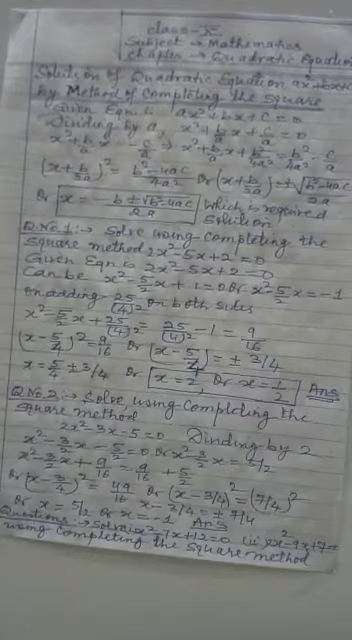 Class - X
Subject → Mathematics
Chapter → Quadratic Equation
Solution of Quadratic Equation ax²+bx+c
by Method of Completing the square
Given Eqn is ax²+bx+c=0
Dividing by a, x²+b/a x+c/a=0
x²+b/a x = -c/a ⇒ x²+b/a x+b²/4a²=b²/4a²-c/a
(x+b/2a)²=b²-4ac/4a² Or (x+b/2a)=±√b²-4ac/2a
Or x = -b±√b²-4ac/2a which is required
Solution
Q.No.1:→ Solve using completing the
square method 2x²-5x+2=0
Given Eqn is 2x²-5x+2=0
Can be x²-5/2x+1=0 Or x²-5/2x=-1
on adding 25/(4)² on both sides
x²-5/2x+25/(4)²=25/(4)²-1=9/16
(x-5/4)²=9/16 Or (x-5/4)=±3/4
x=5/4±3/4 Or x=2, Or x=1/2 Ans
Q.No.2:→ Solve using Completing the
square method
2x²-3x-5=0 Dividing by 2
x²-3/2x-5/2=0 Or x²-3/2x=5/2
x²-3/2x+9/16=9/16+5/2
Or (x-3/4)²=49/16 Or (x-3/4)²=(7/4)²
x-3/4=±7/4
Or x=5/2 Or x=-1 Ans
Questions:→ Solve x+12=0 (ii) 2x²-9x+7=
using completing the square method